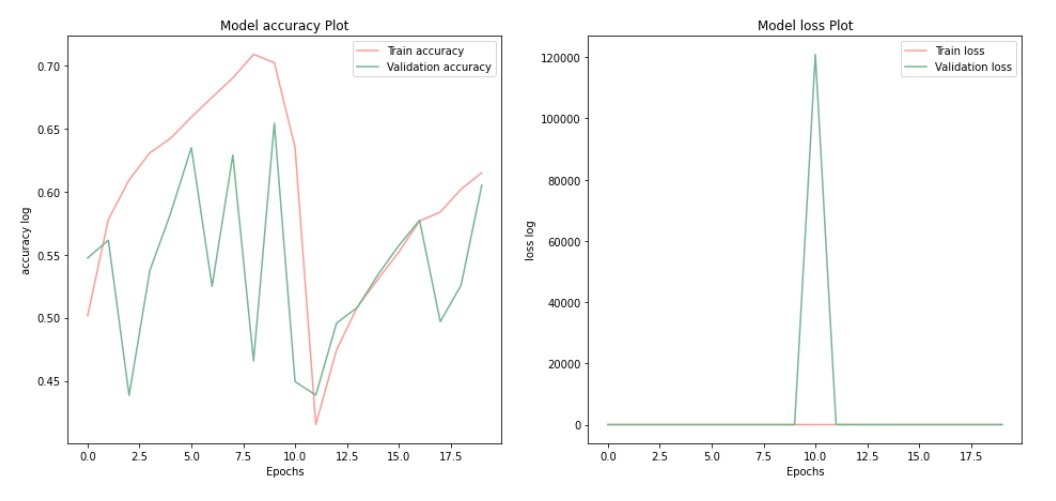 Model accuracy Plot
Train accuracy
Validation accuracy
0.70
0.65
0.60
0.55
0.50
0.45
accuracy log
0.0 2.5 5.0 7.5 10.0 12.5 15.0 17.5
Epochs
Model loss Plot
Train loss
Validation loss
120000
100000
80000
60000
40000
20000
0
loss log
0.0 2.5 5.0 7.5 10.0 12.5 15.0 17.5
Epochs